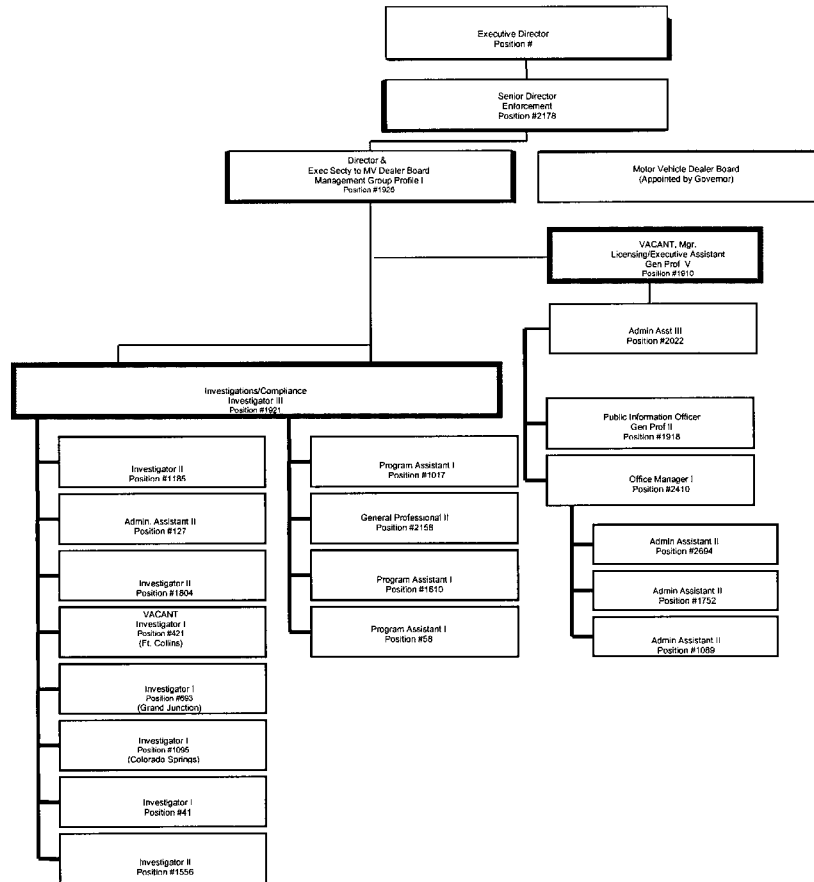 Executive Director
Position #
Senior Director
Enforcement
Position #2178
Director &
Exec Secty to MV Dealer Board
Management Group Profile I
Position #1926
Motor Vehicle Dealer Board
(Appointed by Governor)
VACANT, Mgr.
Licensing/Executive Assistant
Gen Prof V
Position #1910
Admin Asst III
Position #2022
Public Information Officer
Gen Prof II
Position #1918
Office Manager I
Position #2410
Admin Assistant II
Position #2694
Admin Assistant II
Position #1752
Admin Assistant II
Position #1089
Investigations/Compliance
Investigator III
Position #1921
Investigator II
Position #1185
Admin. Assistant II
Position #127
Investigator II
Position #1804
VACANT
Investigator I
Position #421
(Ft. Collins)
Investigator I
Position #693
(Grand Junction)
Investigator I
Position #1095
(Colorado Springs)
Investigator I
Position #41
Investigator II
Position #1556
Program Assistant I
Position #1017
General Professional II
Position #2158
Program Assistant I
Position #1610
Program Assistant I
Position #58